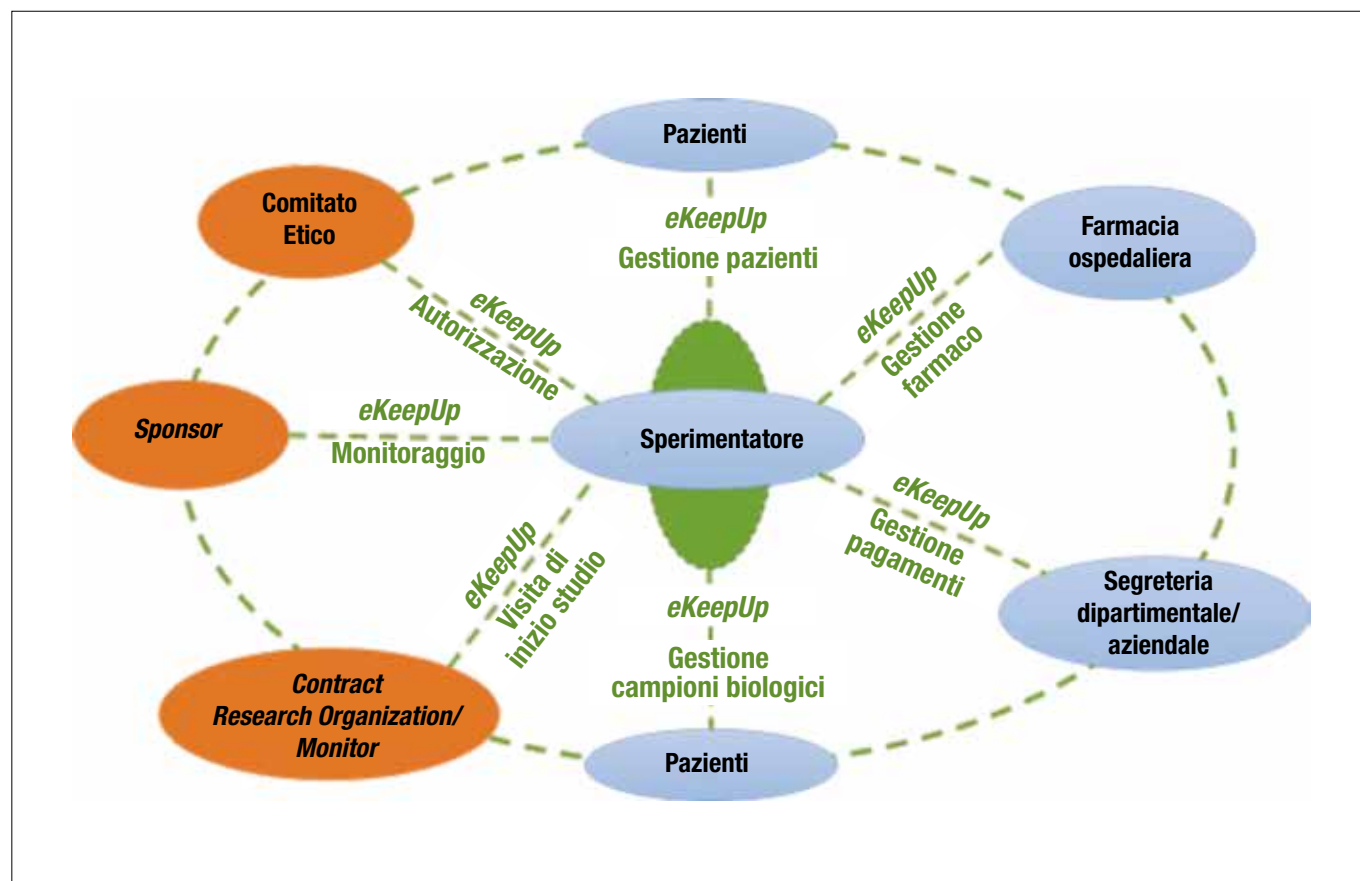 Pazienti
eKeepUp
Gestione pazienti
Comitato
Etico
Farmacia
ospedaliera
eKeepUp
Autorizzazione
eKeepUp
Gestione
farmaco
Sponsor
eKeepUp
Monitoraggio
Sperimentatore
eKeepUp
Visita di
inizio studio
eKeepUp
Gestione
pagamenti
eKeepUp
Gestione
campioni biologici
Segreteria
dipartimentale/
aziendale
Contract
Research Organization/
Monitor
Pazienti